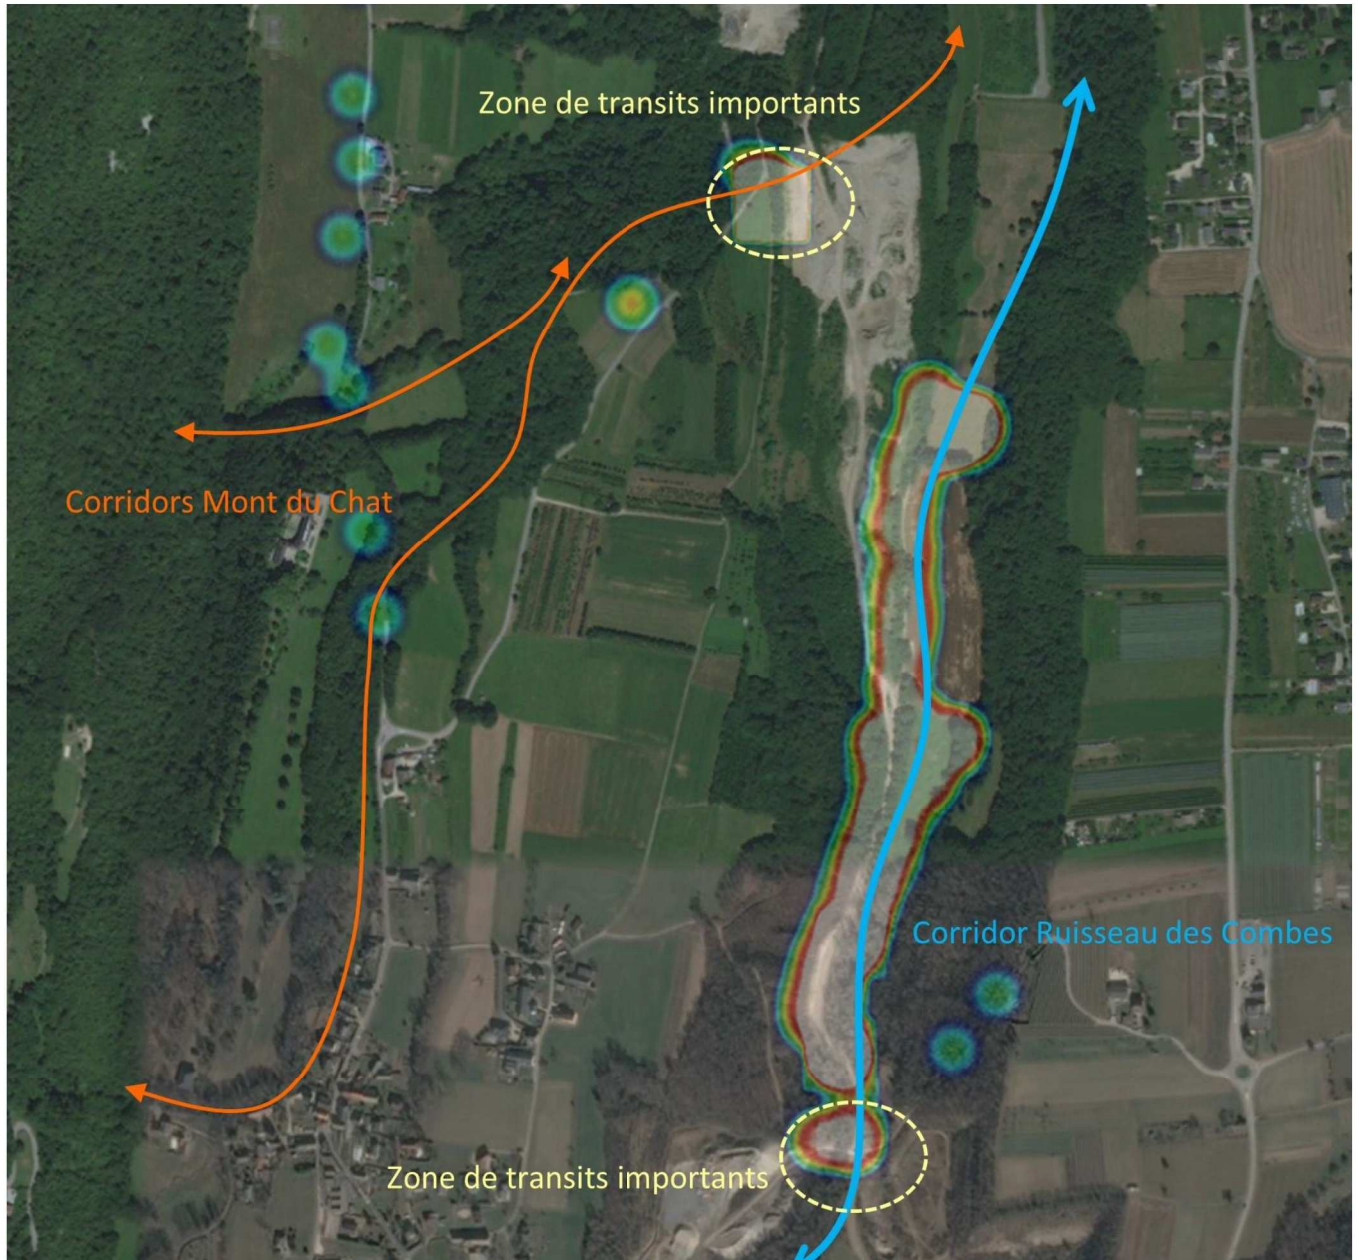 Zone de transits importants
Corridors Mont du Chat
Corridor Ruisseau des Combes
Zone de transits importants